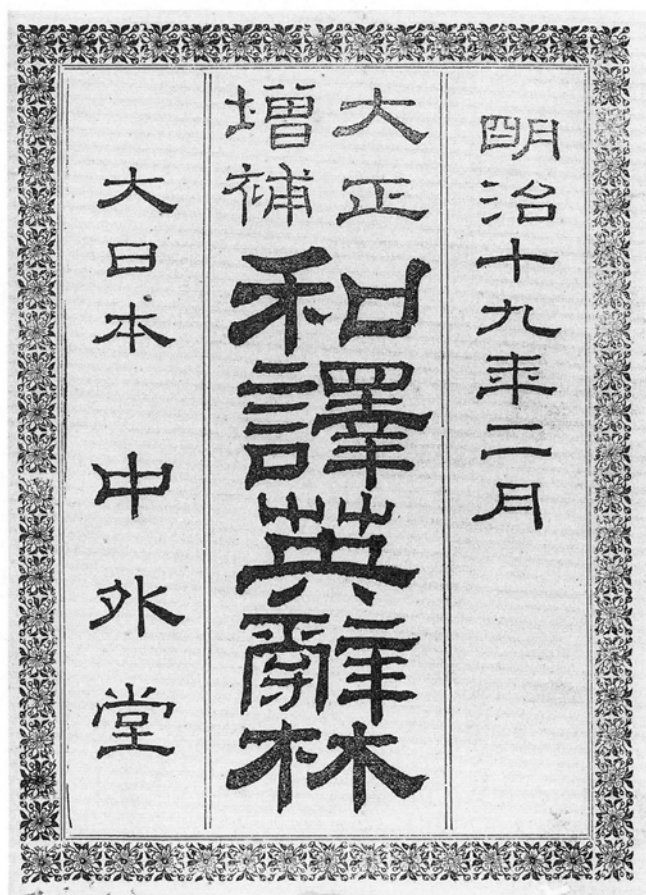 明治十九年二月
大正
增補
和譯英辭林
大日本 中外堂